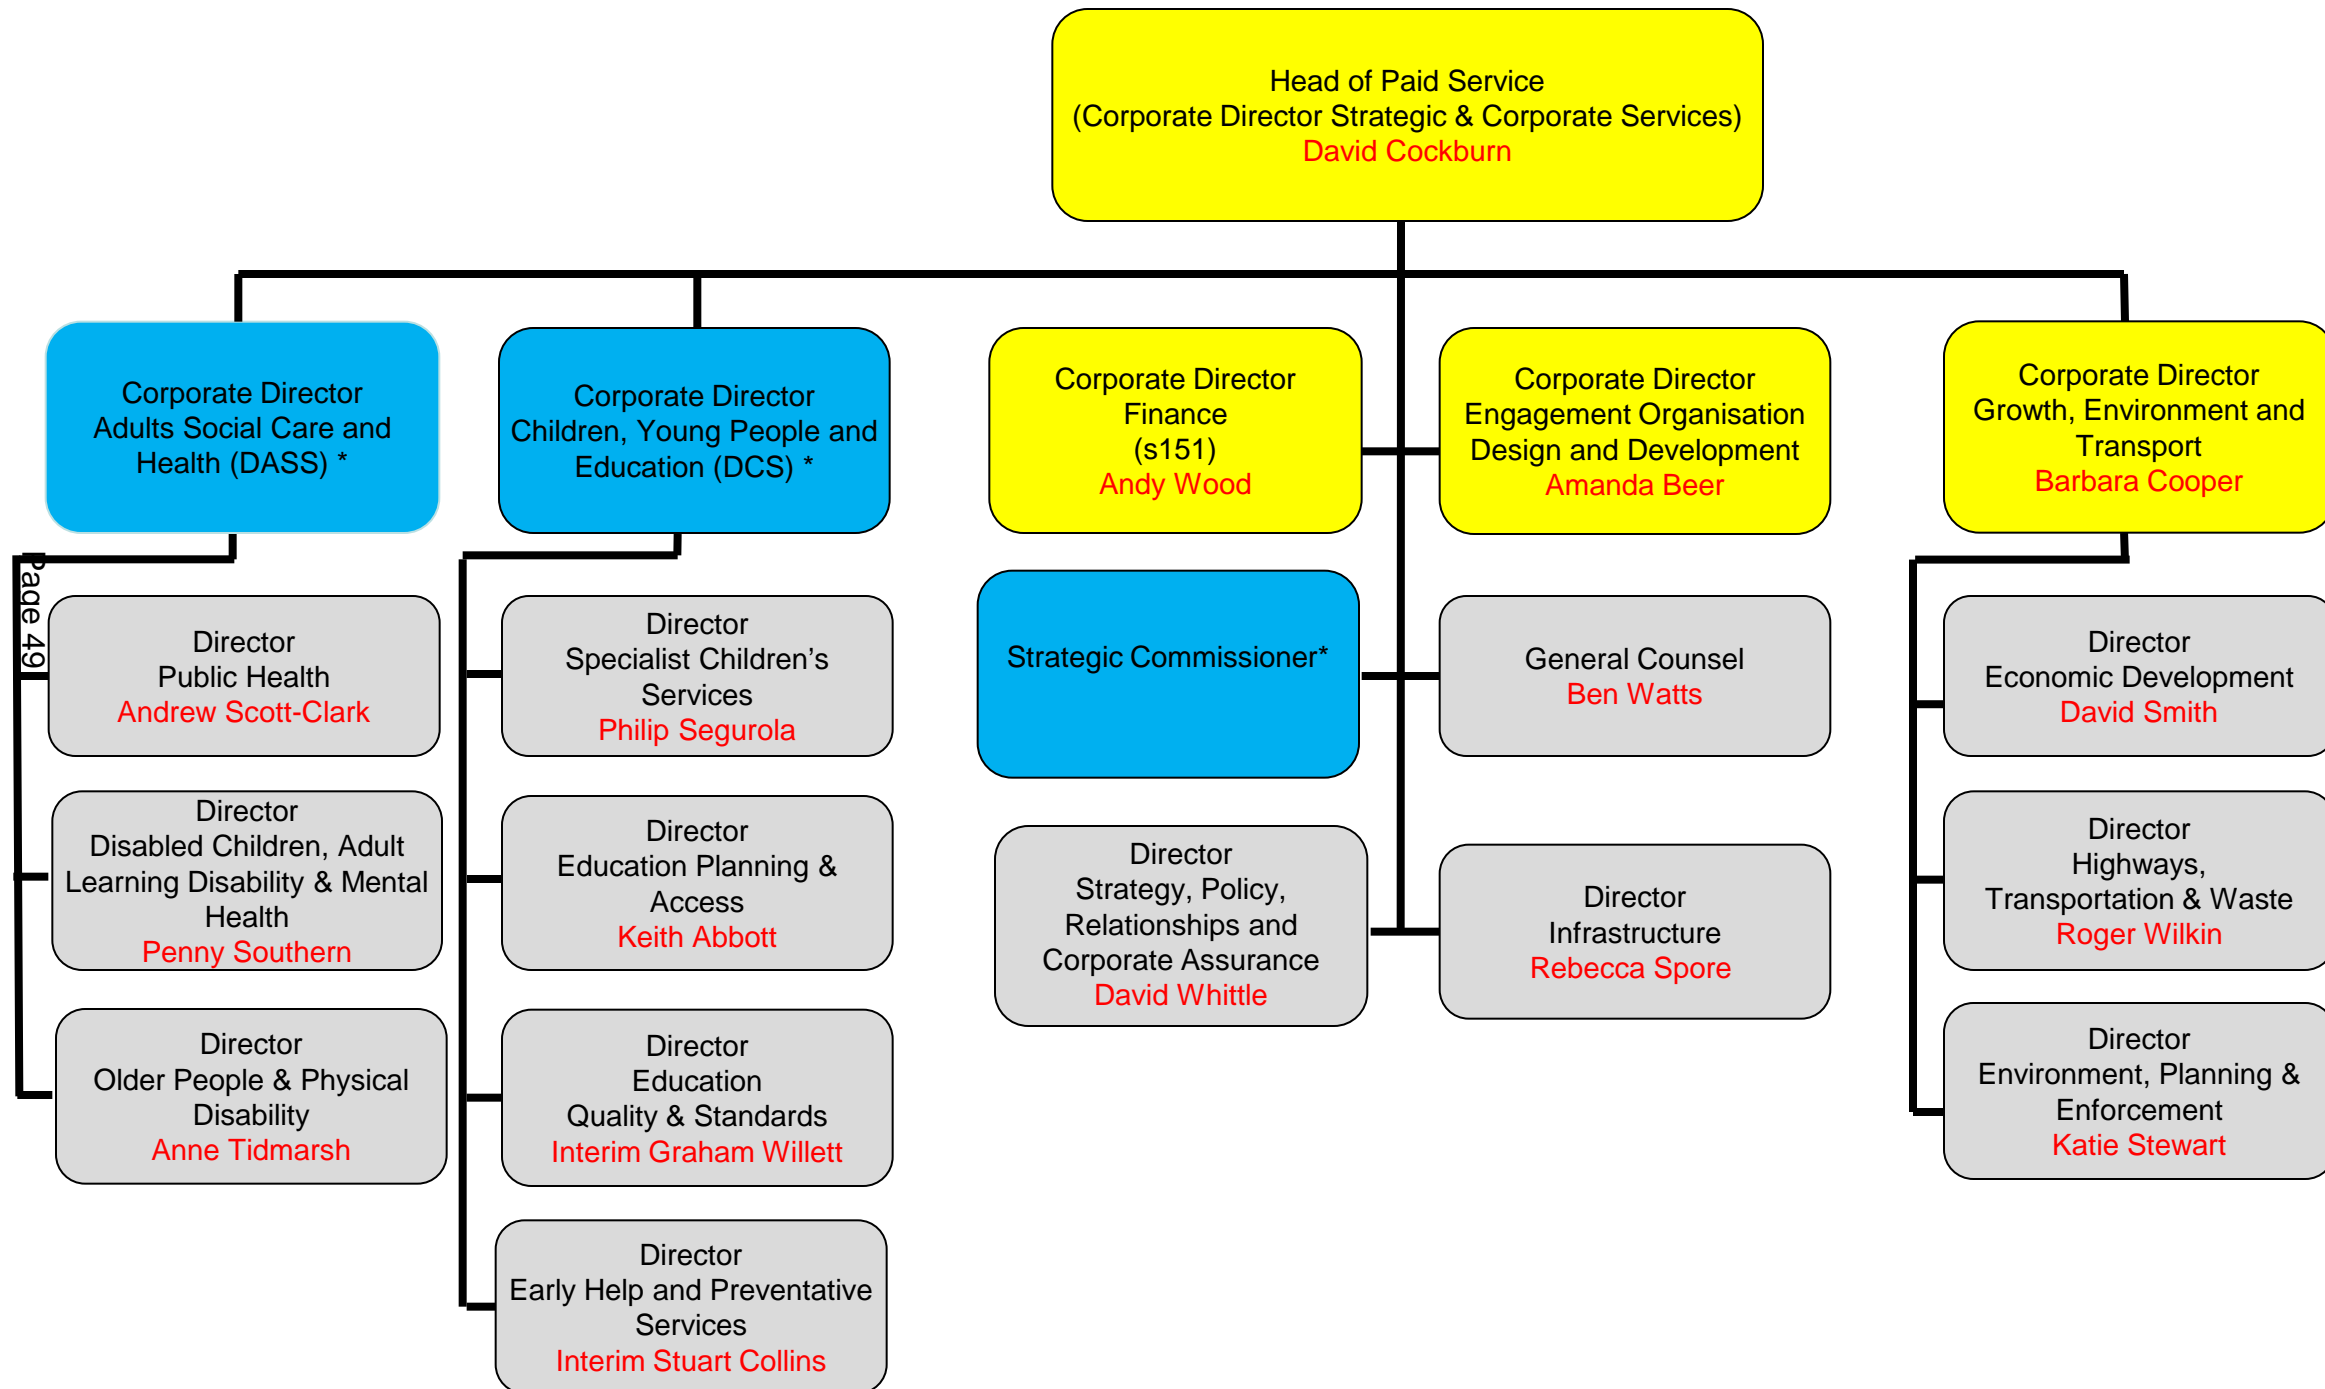 Head of Paid Service
(Corporate Director Strategic & Corporate Services)
David Cockburn
Corporate Director
Adults Social Care and
Health (DASS) *
Corporate Director
Children, Young People and
Education (DCS) *
Corporate Director
Finance
(s151)
Andy Wood
Corporate Director
Engagement Organisation
Design and Development
Amanda Beer
Corporate Director
Growth, Environment and
Transport
Barbara Cooper
Page 49
Director
Public Health
Andrew Scott-Clark
Director
Specialist Children’s
Services
Philip Segurola
Strategic Commissioner*
General Counsel
Ben Watts
Director
Economic Development
David Smith
Director
Disabled Children, Adult
Learning Disability & Mental
Health
Penny Southern
Director
Education Planning &
Access
Keith Abbott
Director
Strategy, Policy,
Relationships and
Corporate Assurance
David Whittle
Director
Infrastructure
Rebecca Spore
Director
Highways,
Transportation & Waste
Roger Wilkin
Director
Older People & Physical
Disability
Anne Tidmarsh
Director
Education
Quality & Standards
Interim Graham Willett
Director
Environment, Planning &
Enforcement
Katie Stewart
Director
Early Help and Preventative
Services
Interim Stuart Collins